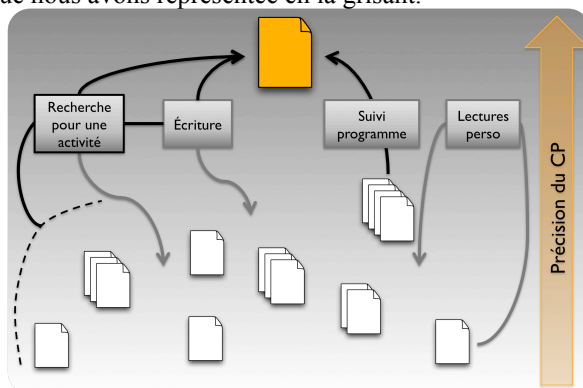 que nous avons représentée en la grisant.
Recherche
pour une
activité
Écriture
Suivi
programme
Lectures
perso
Précision du CP